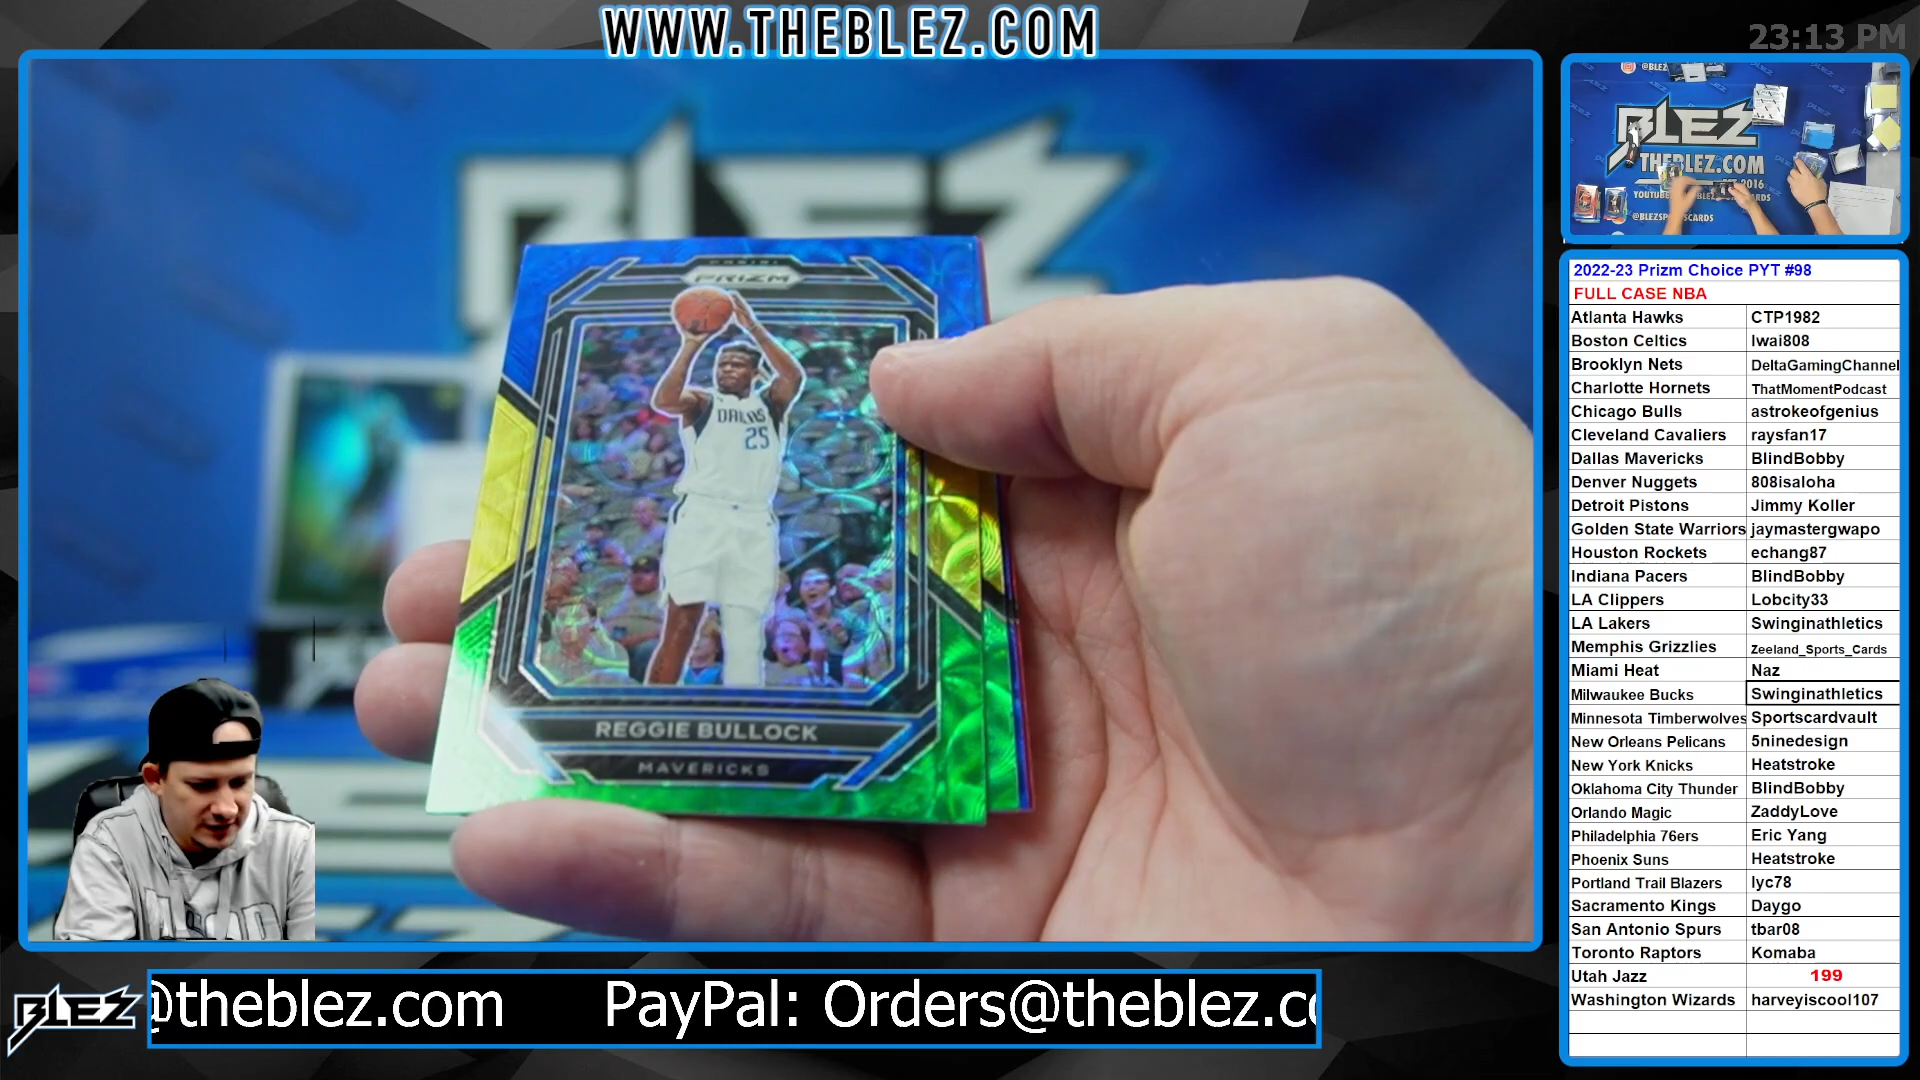 WWW.THEBLEZ.COM
23:13 PM
BLEZ
PRIZM
DALLAS
25
REGGIE BULLOCK
MAVERICKS
BLEZ
THEBLEZ.COM
2022-23 Prizm Choice PYT #98
FULL CASE NBA
Atlanta Hawks CTP1982
Boston Celtics Iwai808
Brooklyn Nets DeltaGamingChannel
Charlotte Hornets ThatMomentPodcast
Chicago Bulls astrokeofgenius
Cleveland Cavaliers raysfan17
Dallas Mavericks BlindBobby
Denver Nuggets 808isaloha
Detroit Pistons Jimmy Koller
Golden State Warriors jaymastergwapo
Houston Rockets echang87
Indiana Pacers BlindBobby
LA Clippers Lobcity33
LA Lakers Swinginathletics
Memphis Grizzlies Zeeland_Sports_Cards
Miami Heat Naz
Milwaukee Bucks Swinginathletics
Minnesota Timberwolves Sportscardvault
New Orleans Pelicans 5ninedesign
New York Knicks Heatstroke
Oklahoma City Thunder BlindBobby
Orlando Magic ZaddyLove
Philadelphia 76ers Eric Yang
Phoenix Suns Heatstroke
Portland Trail Blazers lyc78
Sacramento Kings Daygo
San Antonio Spurs tbar08
Toronto Raptors Komaba
Utah Jazz 199
Washington Wizards harveyiscool107
BLEZ
@theblez.com PayPal: Orders@theblez.co